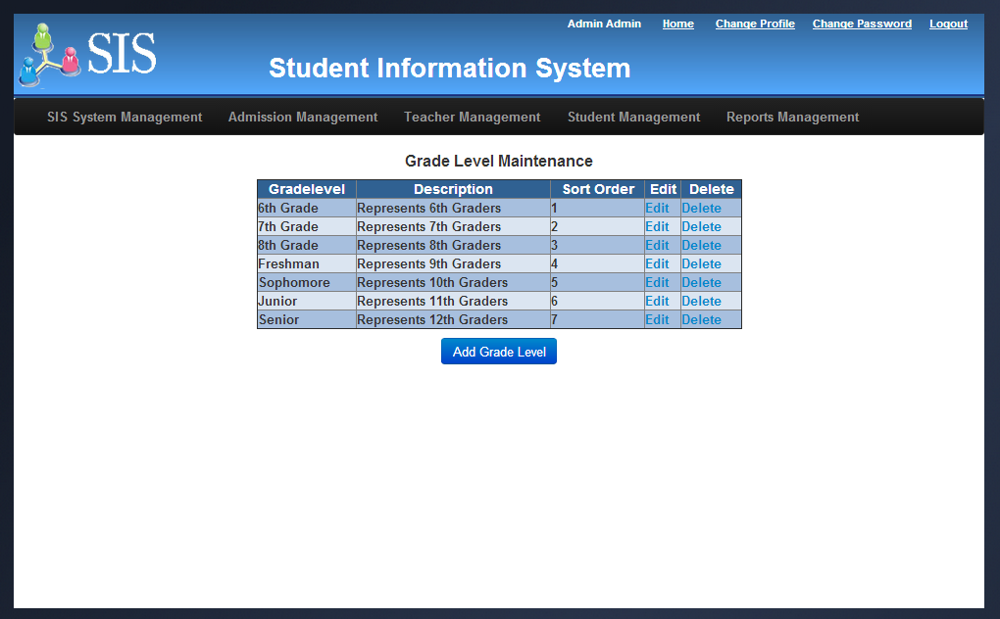 Admin Admin Home Change Profile Change Password Logout
SIS
Student Information System
SIS System Management Admission Management Teacher Management Student Management Reports Management
Grade Level Maintenance
Gradelevel Description Sort Order Edit Delete
6th Grade Represents 6th Graders 1 Edit Delete
7th Grade Represents 7th Graders 2 Edit Delete
8th Grade Represents 8th Graders 3 Edit Delete
Freshman Represents 9th Graders 4 Edit Delete
Sophomore Represents 10th Graders 5 Edit Delete
Junior Represents 11th Graders 6 Edit Delete
Senior Represents 12th Graders 7 Edit Delete
Add Grade Level